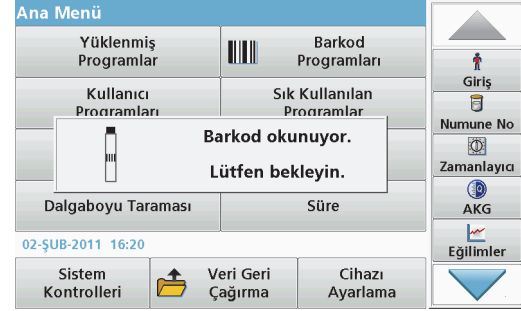 Ana Menü
Yüklenmiş
Programlar
Barkod
Programları
Kullanıcı
Programları
Sık Kullanılan
Programlar
Barkod okunuyor.
Lütfen bekleyin.
Dalgaboyu Taraması
Süre
02-ŞUB-2011 16:20
Sistem
Kontrolleri
Veri Geri
Çağırma
Cihazı
Ayarlama
Giriş
Numune No
Zamanlayıcı
AKG
Eğilimler